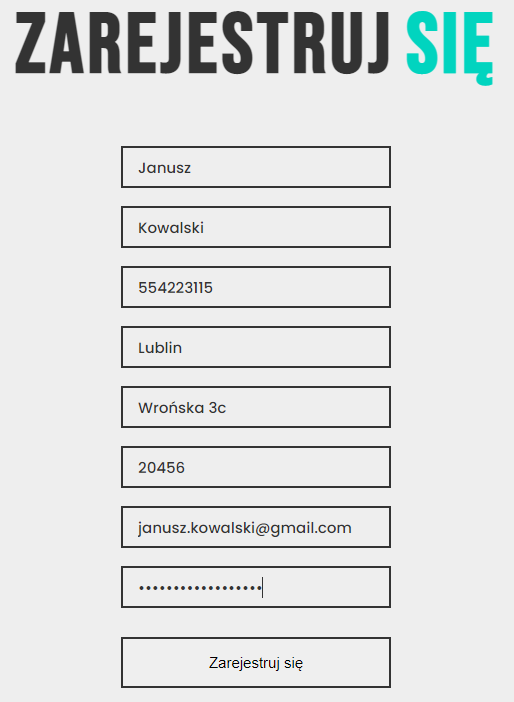 ZAREJESTRUJ SIĘ
Janusz
Kowalski
554223115
Lublin
Wrońska 3c
20456
janusz.kowalski@gmail.com
••••••••••••••••••
Zarejestruj się